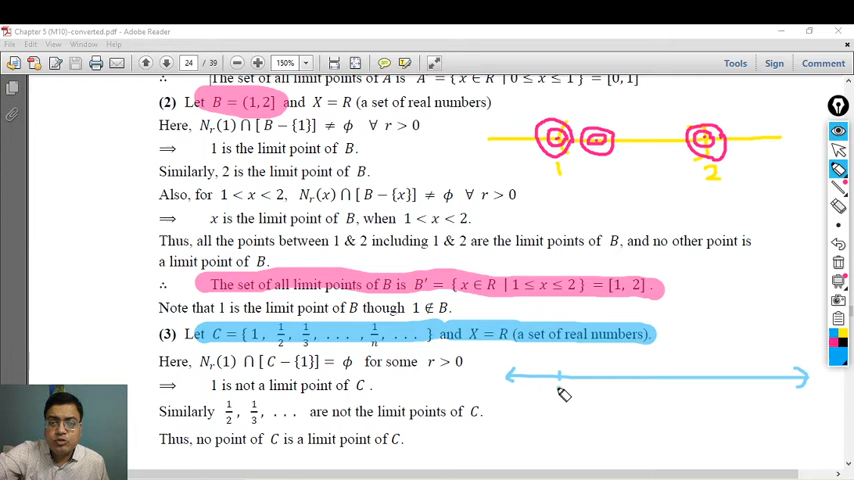 Chapter 5 (M10)-converted.pdf - Adobe Reader
File Edit View Window Help
24 / 39
150%
Tools
Sign
Comment
∴ The set of all limit points of A is A' = { x ∈ R | 0 ≤ x ≤ 1 } = [0, 1]
(2) Let B = (1, 2] and X = R (a set of real numbers)
Here, Nᵣ(1) ⋂ [ B − {1}] ≠ ϕ ∀ r > 0
⟹ 1 is the limit point of B.
Similarly, 2 is the limit point of B.
Also, for 1 < x < 2, Nᵣ(x) ⋂ [ B − {x}] ≠ ϕ ∀ r > 0
⟹ x is the limit point of B, when 1 < x < 2.
Thus, all the points between 1 & 2 including 1 & 2 are the limit points of B, and no other point is
a limit point of B.
∴ The set of all limit points of B is B' = { x ∈ R | 1 ≤ x ≤ 2 } = [1, 2] .
Note that 1 is the limit point of B though 1 ∉ B.
(3) Let C = { 1, 1/2, 1/3, . . . , 1/n, . . . } and X = R (a set of real numbers).
Here, Nᵣ(1) ⋂ [ C − {1}] = ϕ for some r > 0
⟹ 1 is not a limit point of C .
Similarly 1/2, 1/3, . . . are not the limit points of C.
Thus, no point of C is a limit point of C.
1
2